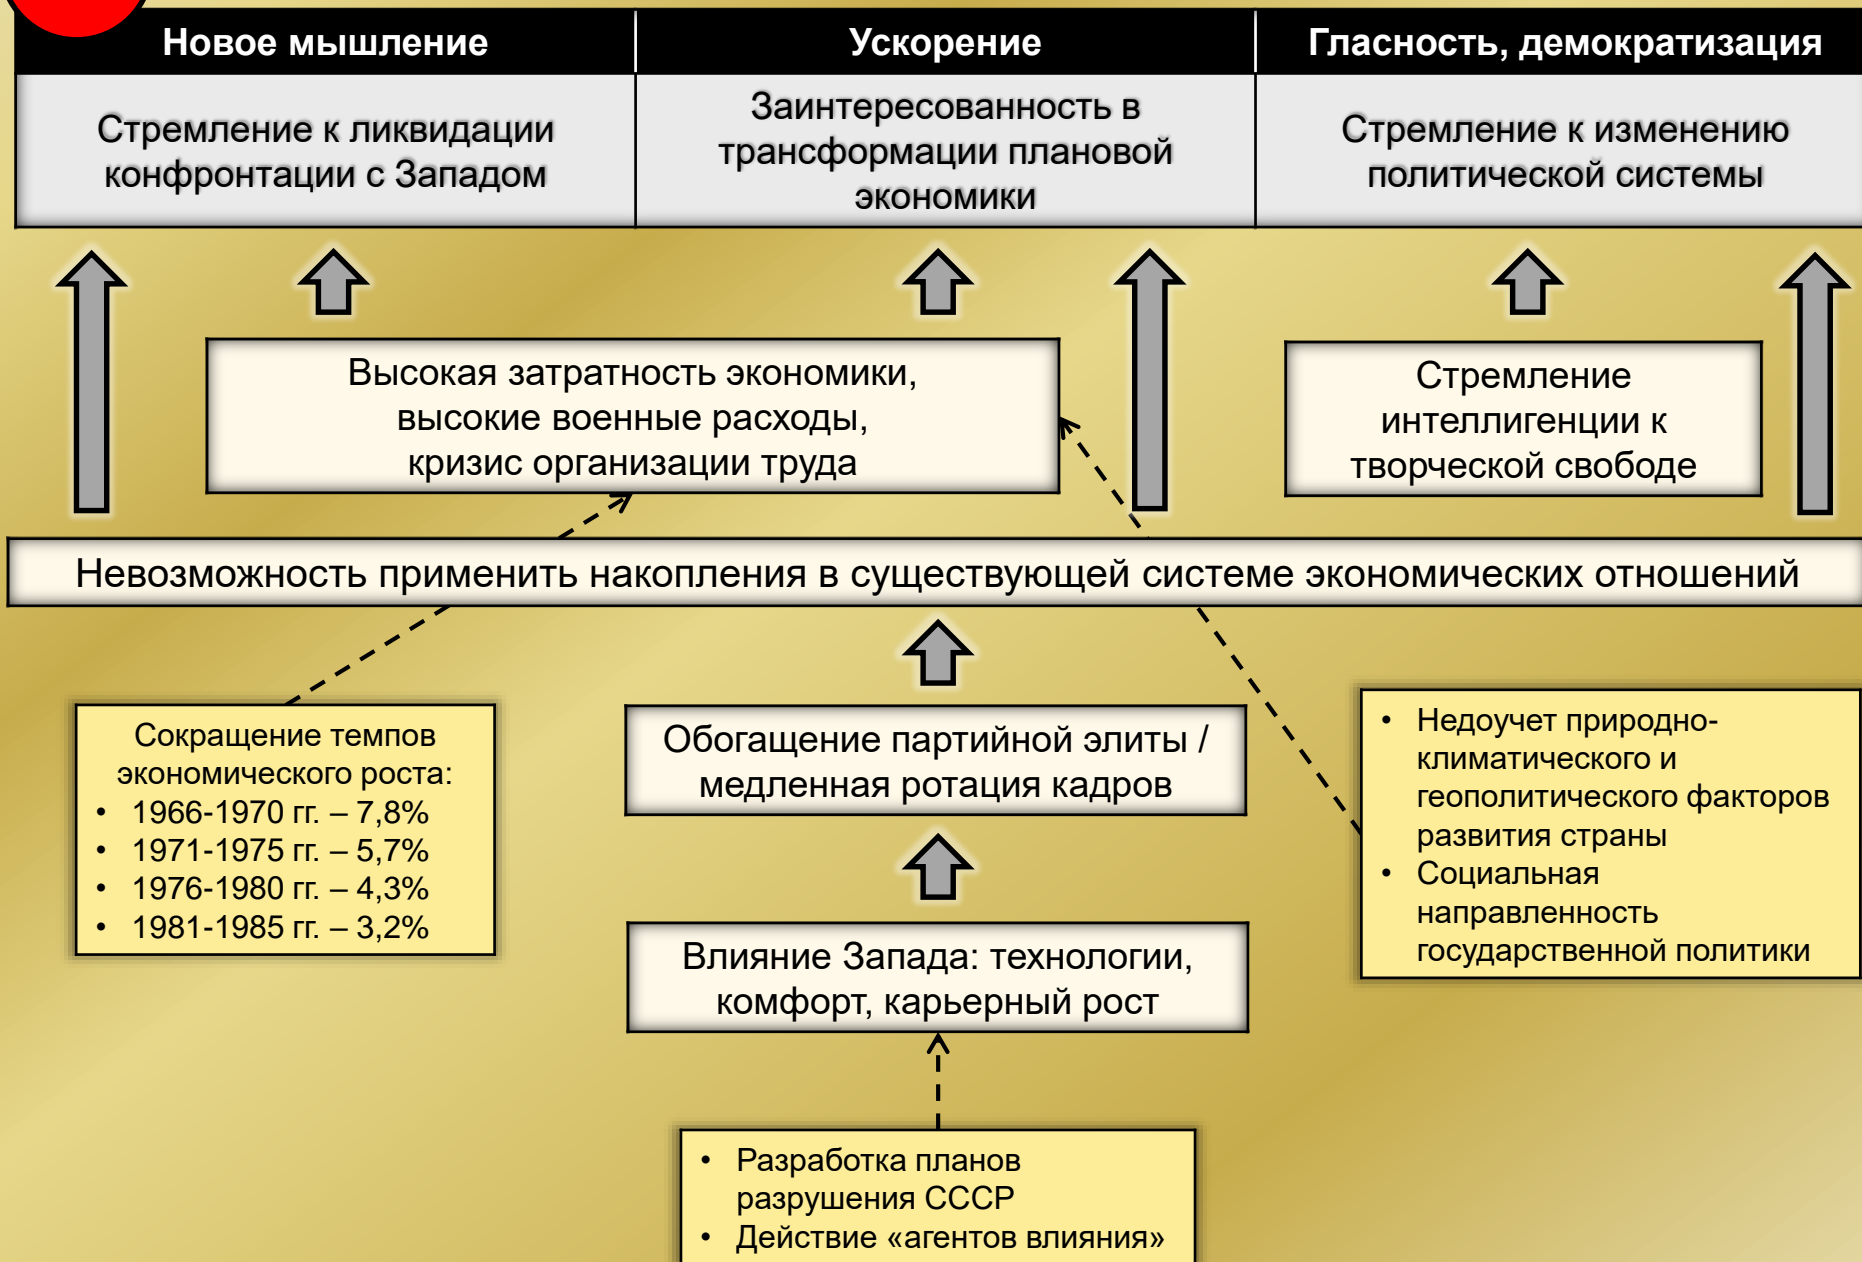 Новое мышление
Ускорение
Гласность, демократизация
Стремление к ликвидации
конфронтации с Западом
Заинтересованность в
трансформации плановой
экономики
Стремление к изменению
политической системы
Высокая затратность экономики,
высокие военные расходы,
кризис организации труда
Стремление
интеллигенции к
творческой свободе
Невозможность применить накопления в существующей системе экономических отношений
Сокращение темпов
экономического роста:
• 1966-1970 гг. – 7,8%
• 1971-1975 гг. – 5,7%
• 1976-1980 гг. – 4,3%
• 1981-1985 гг. – 3,2%
Обогащение партийной элиты /
медленная ротация кадров
• Недоучет природно-
климатического и
геополитического факторов
развития страны
• Социальная
направленность
государственной политики
Влияние Запада: технологии,
комфорт, карьерный рост
• Разработка планов
разрушения СССР
• Действие «агентов влияния»